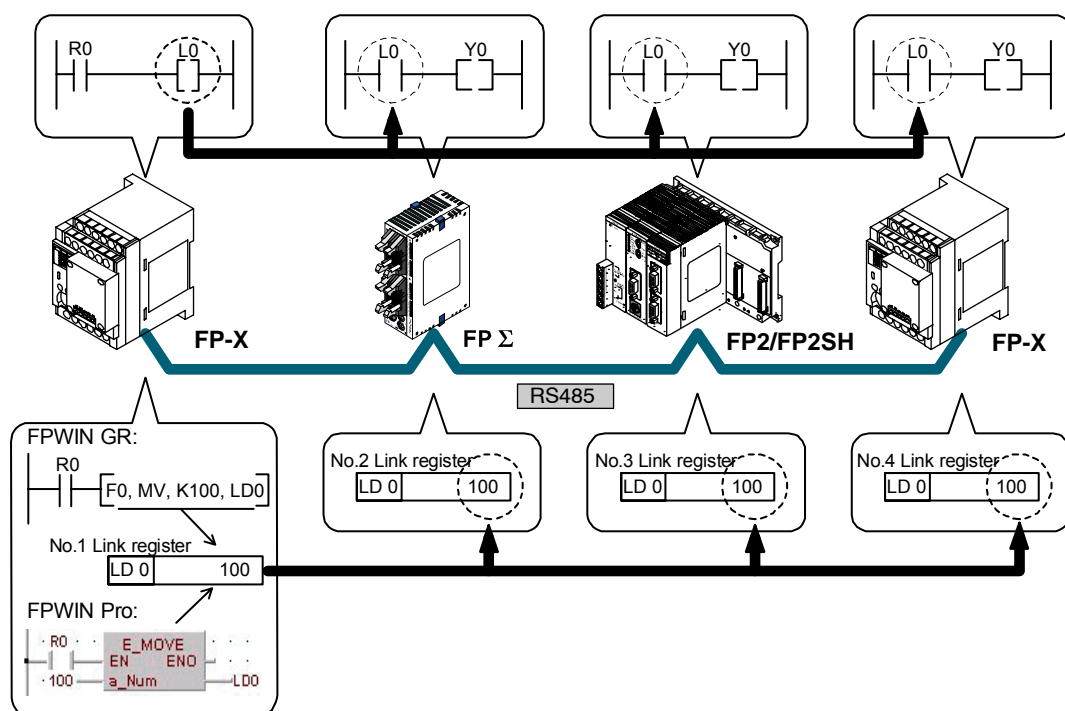 R0 L0
L0 Y0
L0 Y0
L0 Y0
FP-X
FP Σ
FP2/FP2SH
FP-X
RS485
FPWIN GR:
R0
F0, MV, K100, LD0
No.1 Link register
LD 0 100
FPWIN Pro:
R0 E_MOVE
EN ENO
100 a_Num LD0
No.2 Link register
LD 0 100
No.3 Link register
LD 0 100
No.4 Link register
LD 0 100